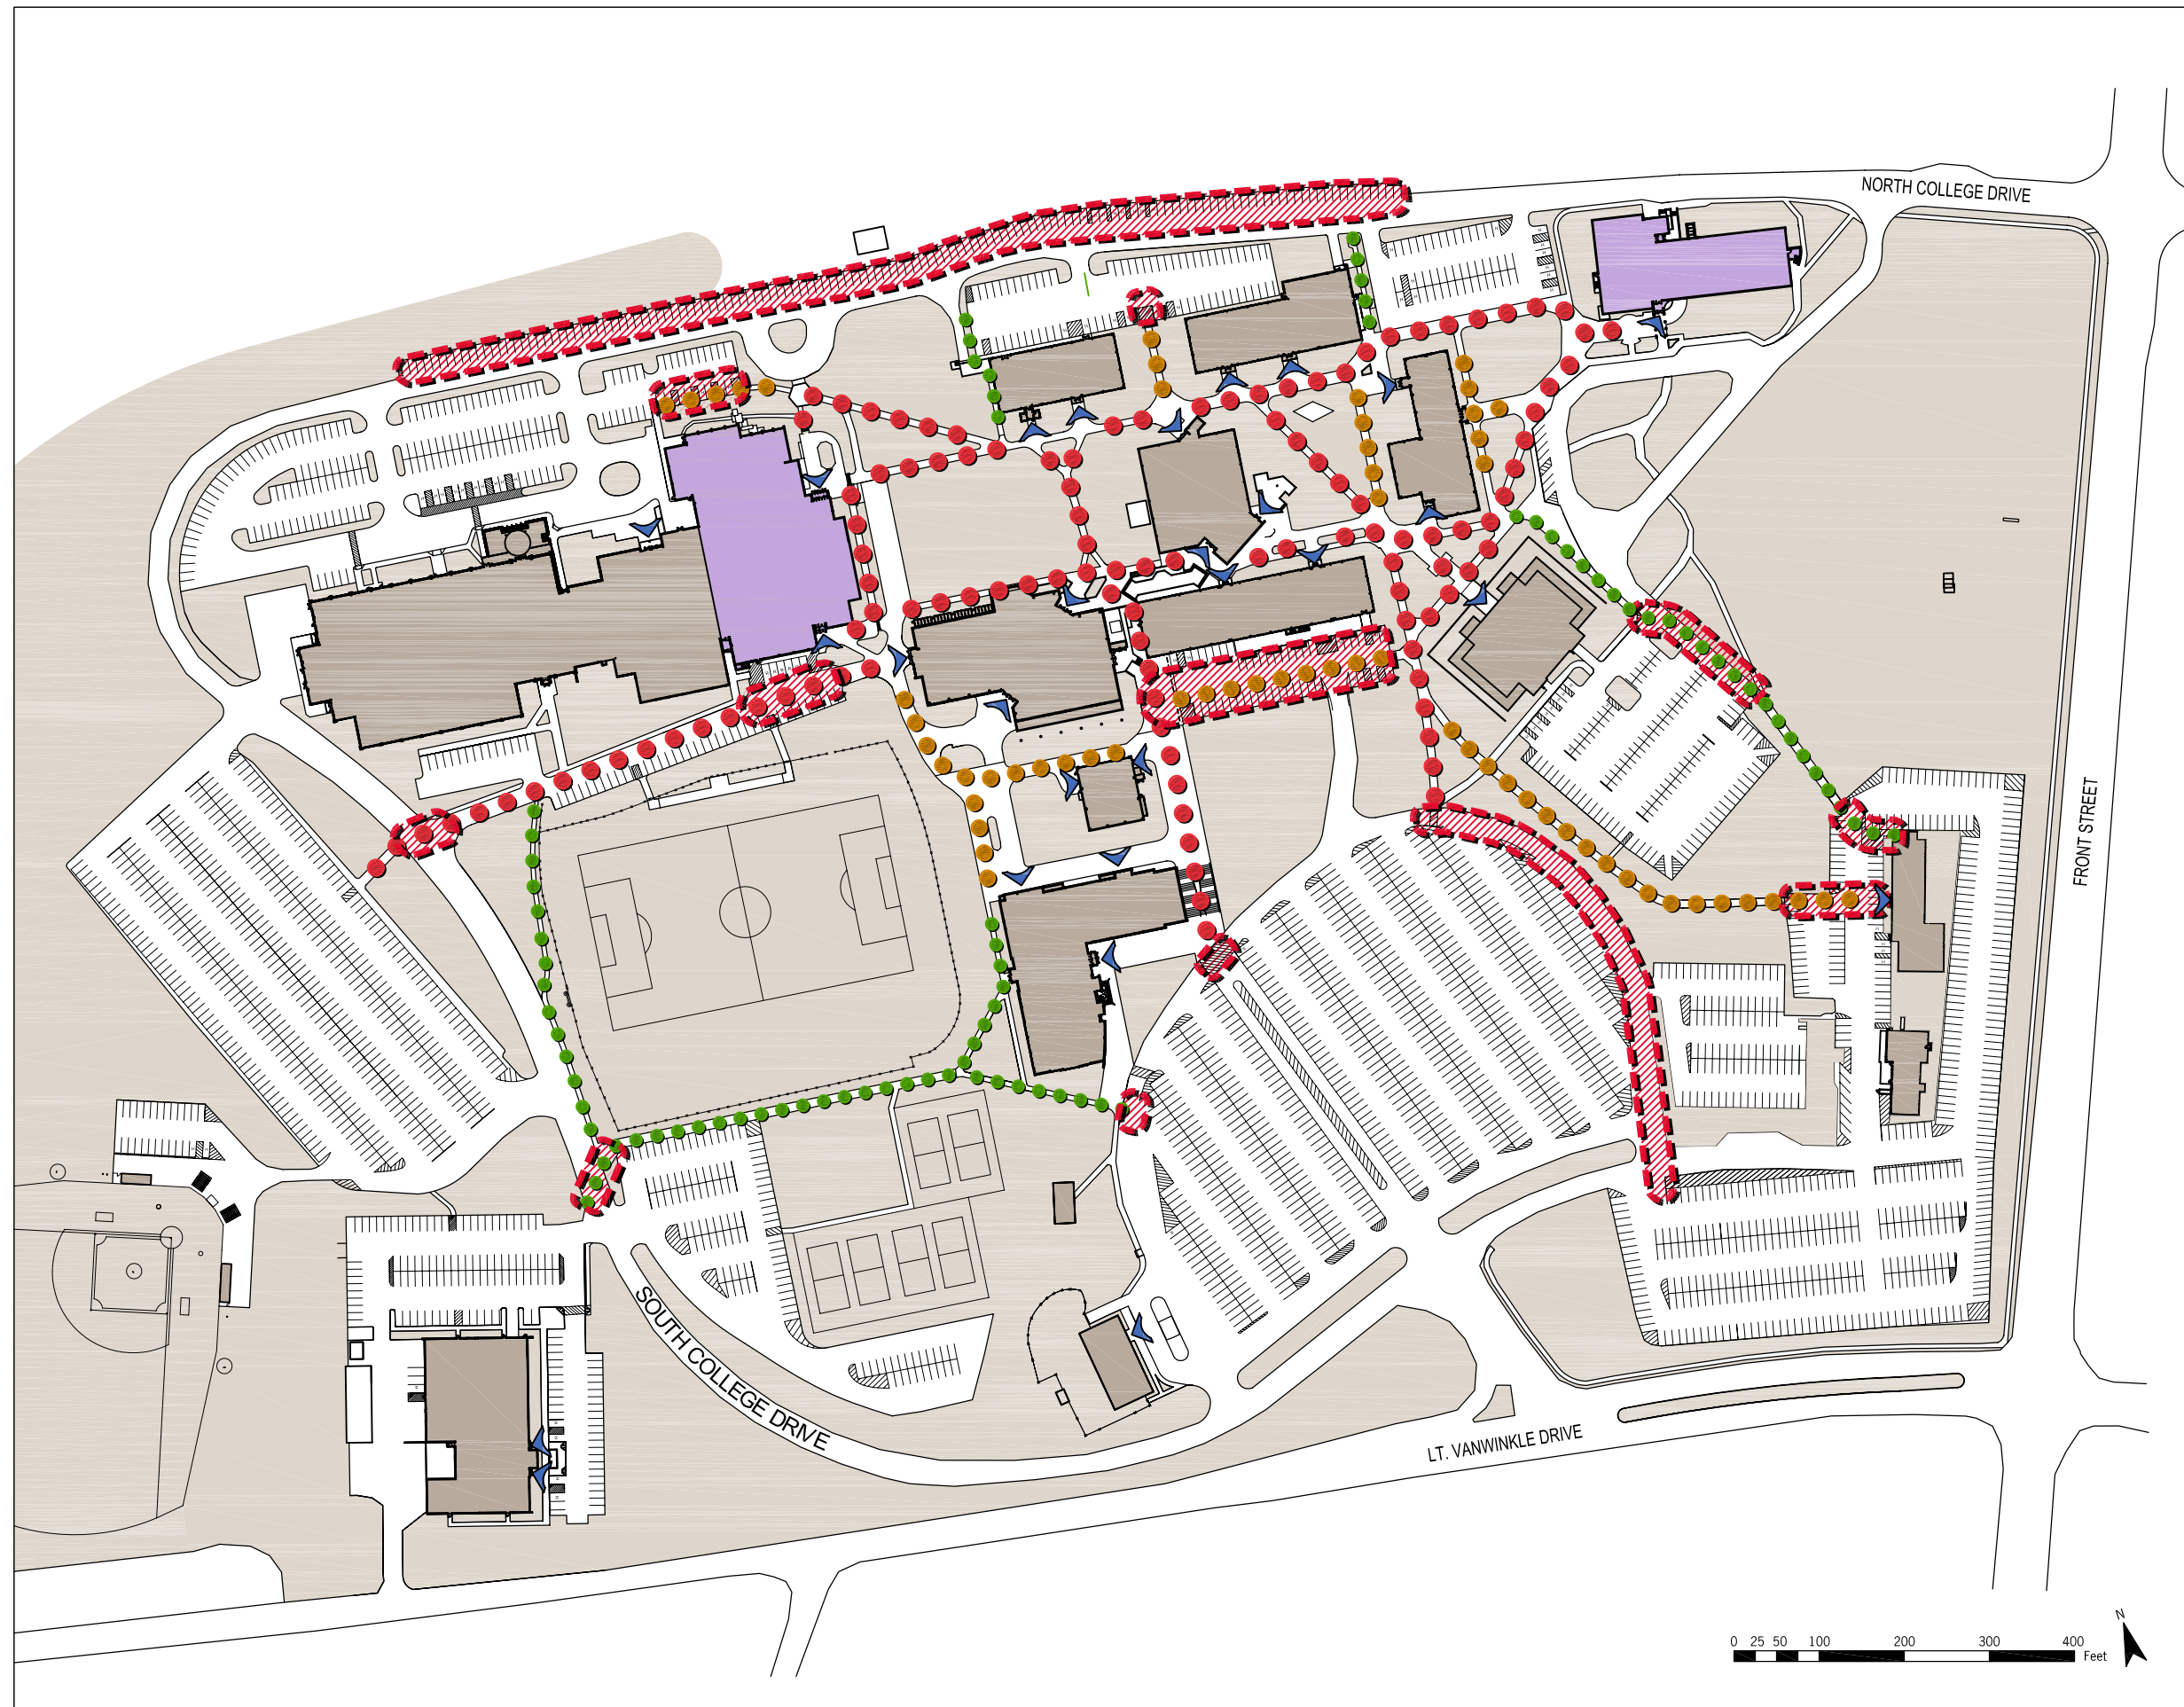 NORTH COLLEGE DRIVE
FRONT STREET
SOUTH COLLEGE DRIVE
LT. VANWINKLE DRIVE
N
0 25 50 100 200 300 400
Feet